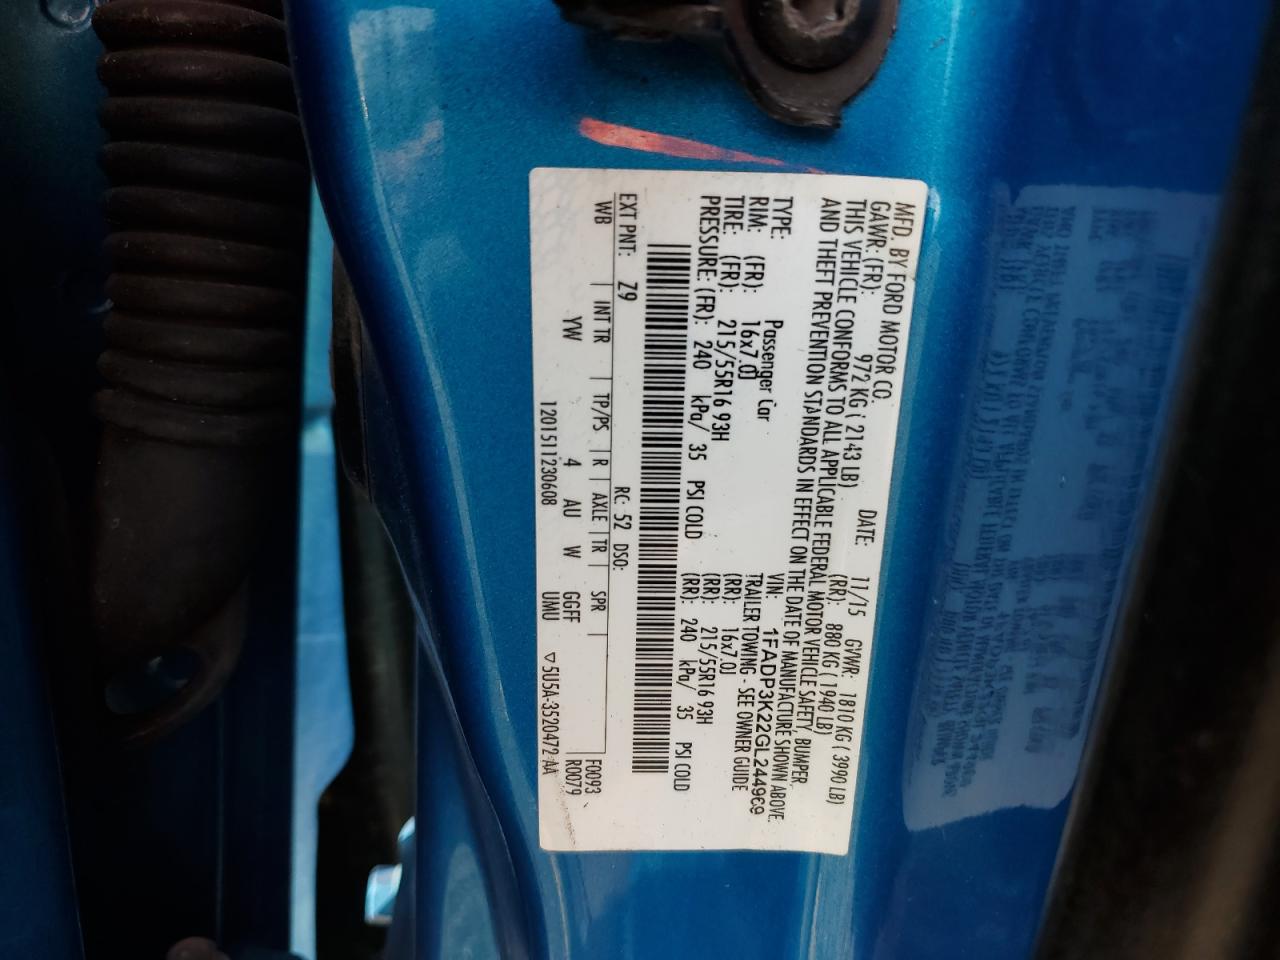 MFD. BY FORD MOTOR CO.
DATE: 11/15 GVWR: 1810 KG ( 3990 LB)
GAWR: (FR): 972 KG ( 2143 LB) (RR): 880 KG ( 1940 LB)
THIS VEHICLE CONFORMS TO ALL APPLICABLE FEDERAL MOTOR VEHICLE SAFETY, BUMPER,
AND THEFT PREVENTION STANDARDS IN EFFECT ON THE DATE OF MANUFACTURE SHOWN ABOVE.
VIN: 1FADP3K22GL244969
TYPE: Passenger Car TRAILER TOWING - SEE OWNER GUIDE
RIM: (FR): 16x7.0J (RR): 16x7.0J
TIRE: (FR): 215/55R16 93H (RR): 215/55R16 93H
PRESSURE: (FR): 240 kPa/ 35 PSI COLD (RR): 240 kPa/ 35 PSI COLD
EXT PNT: Z9 RC: 52 DSO: F0093
WB INT TR TP/PS R AXLE TR SPR R0079
YW 4 AU W GGFF
1201511230608 UMU ▽5U5A-3520472-AA